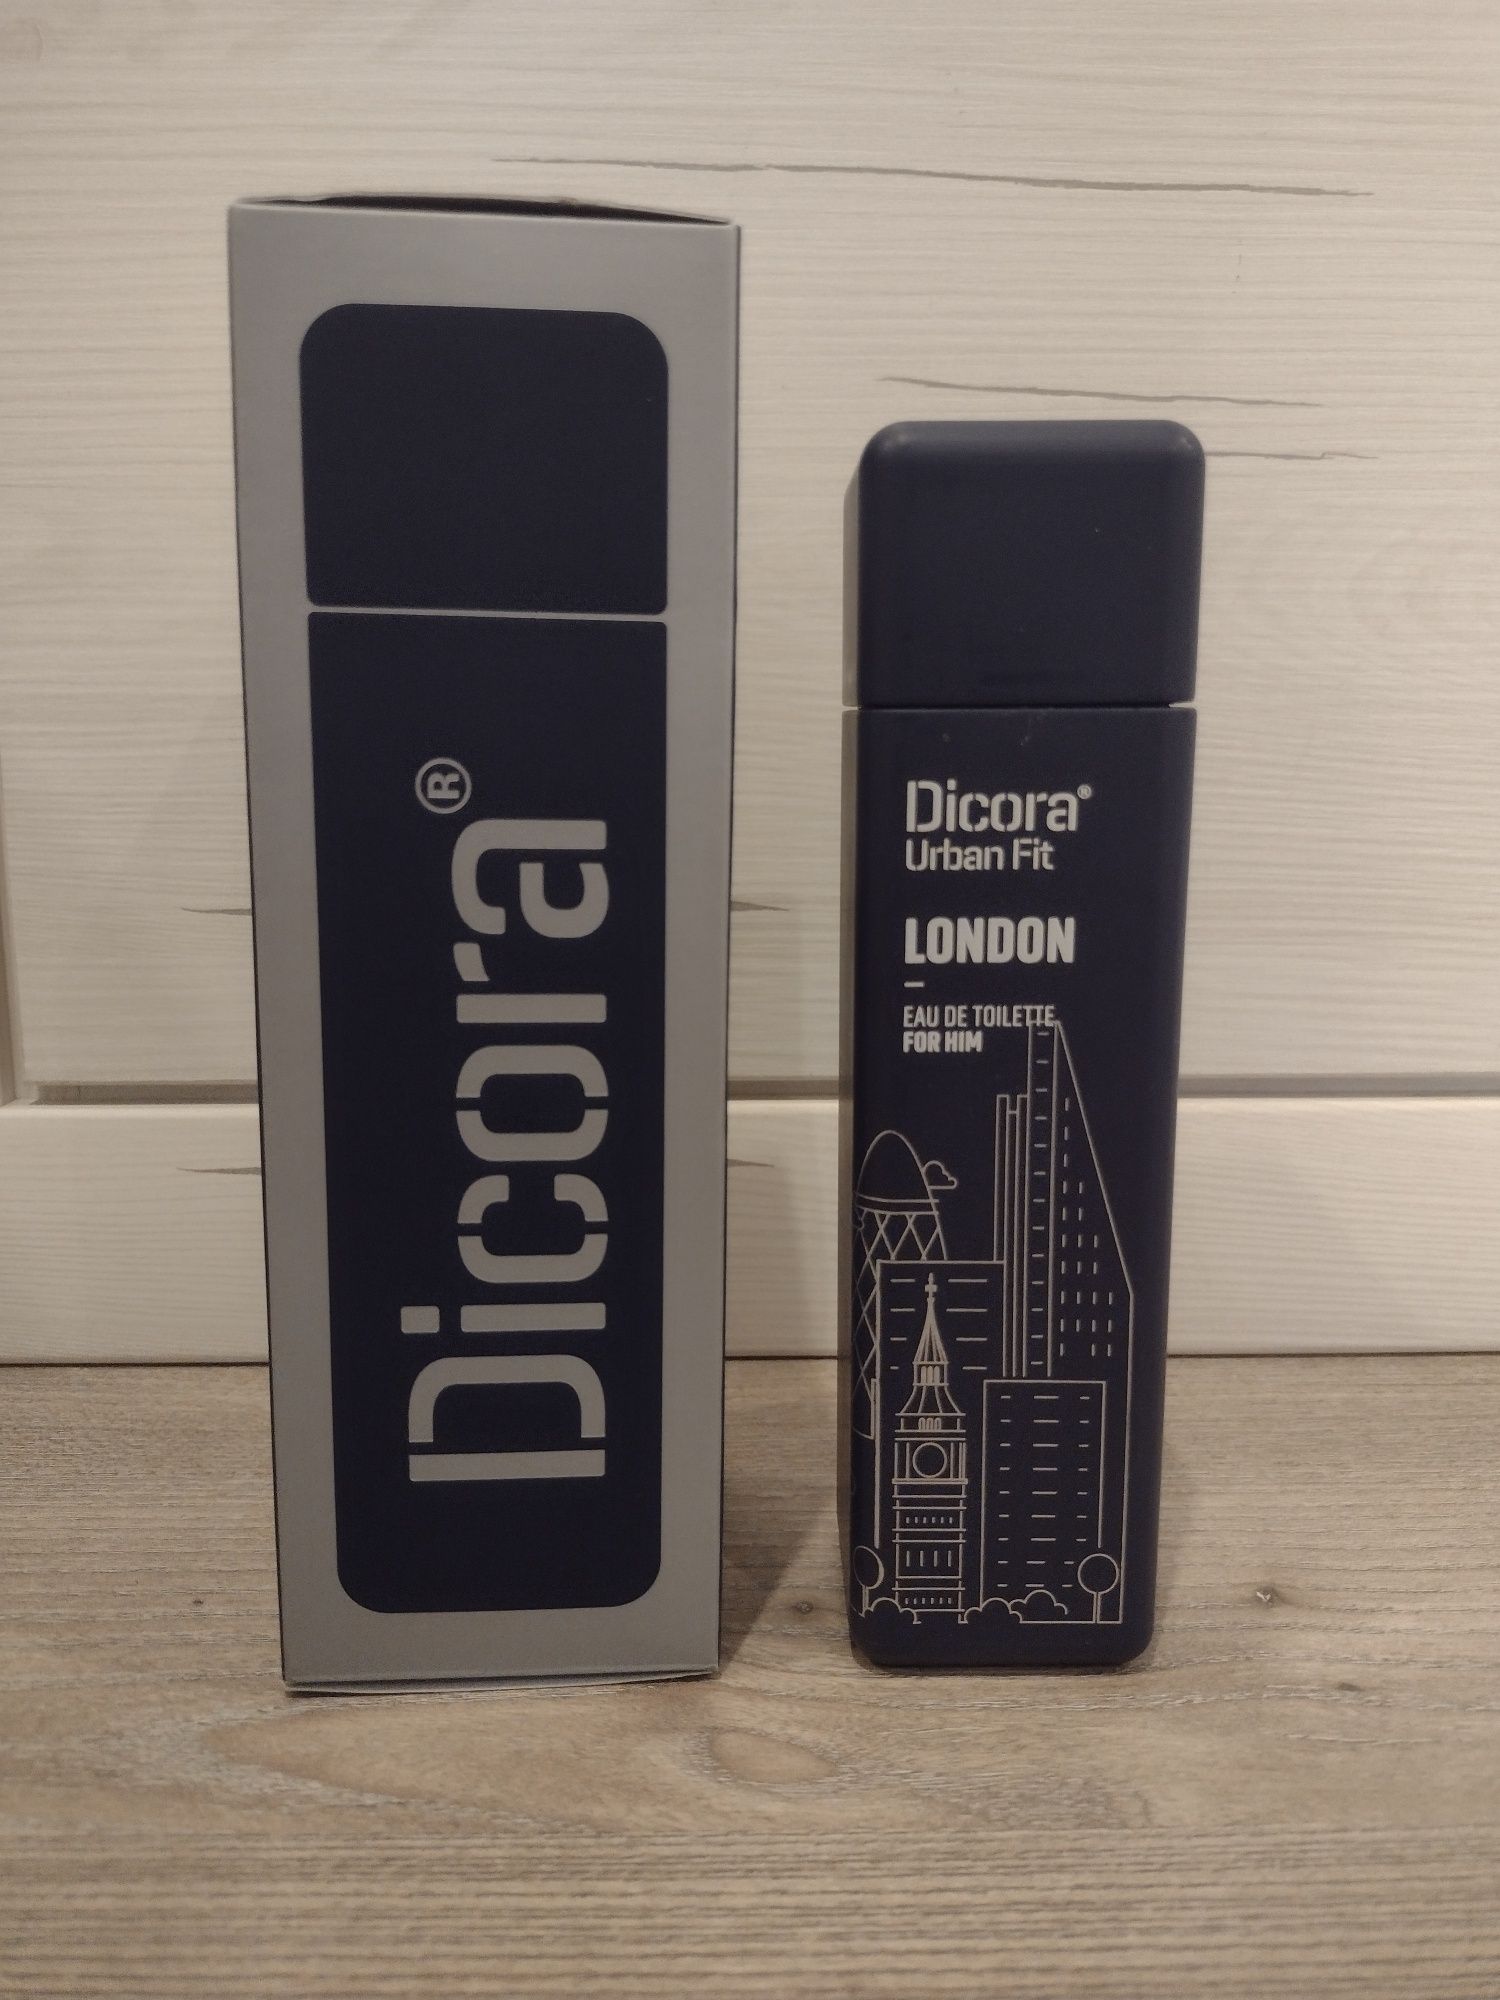 Dicora®
Dicora®
Urban Fit
LONDON
EAU DE TOILETTE
FOR HIM